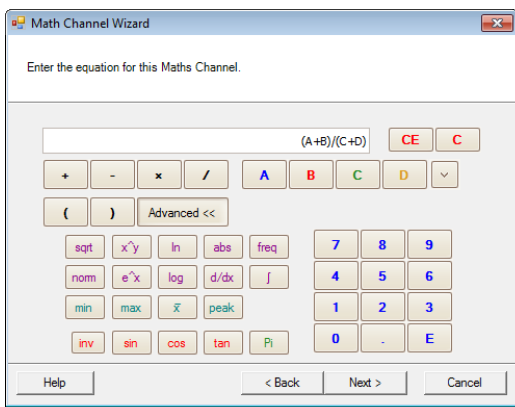 Math Channel Wizard
Enter the equation for this Maths Channel.
(A+B)/(C+D) CE C
+ - × / A B C D
( ) Advanced <<
sqrt x^y ln abs freq 7 8 9
norm e^x log d/dx ∫ 4 5 6
min max x̅ peak 1 2 3
inv sin cos tan Pi 0 . E
Help < Back Next > Cancel